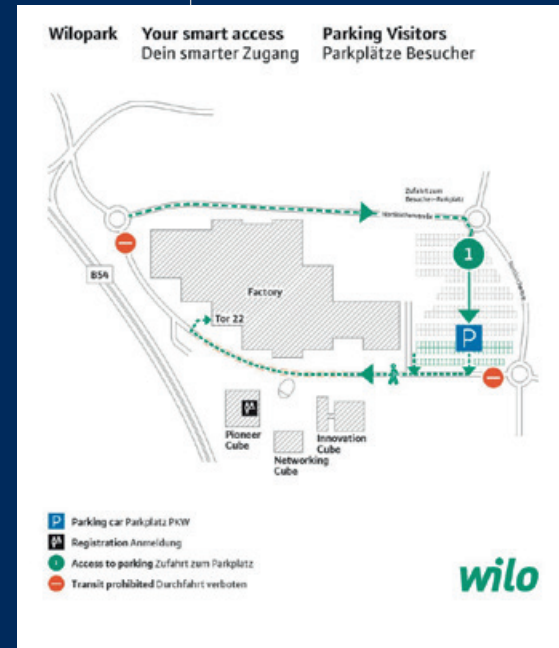 Wilopark Your smart access Parking Visitors
Dein smarter Zugang Parkplätze Besucher
Zufahrt zum
Besucher-Parkplatz
1
B54
Factory
Tor 22
P
Pioneer
Cube
Innovation
Cube
Networking
Cube
P Parking car Parkplatz PKW
Registration Anmeldung
1 Access to parking Zufahrt zum Parkplatz
Transit prohibited Durchfahrt verboten
wilo